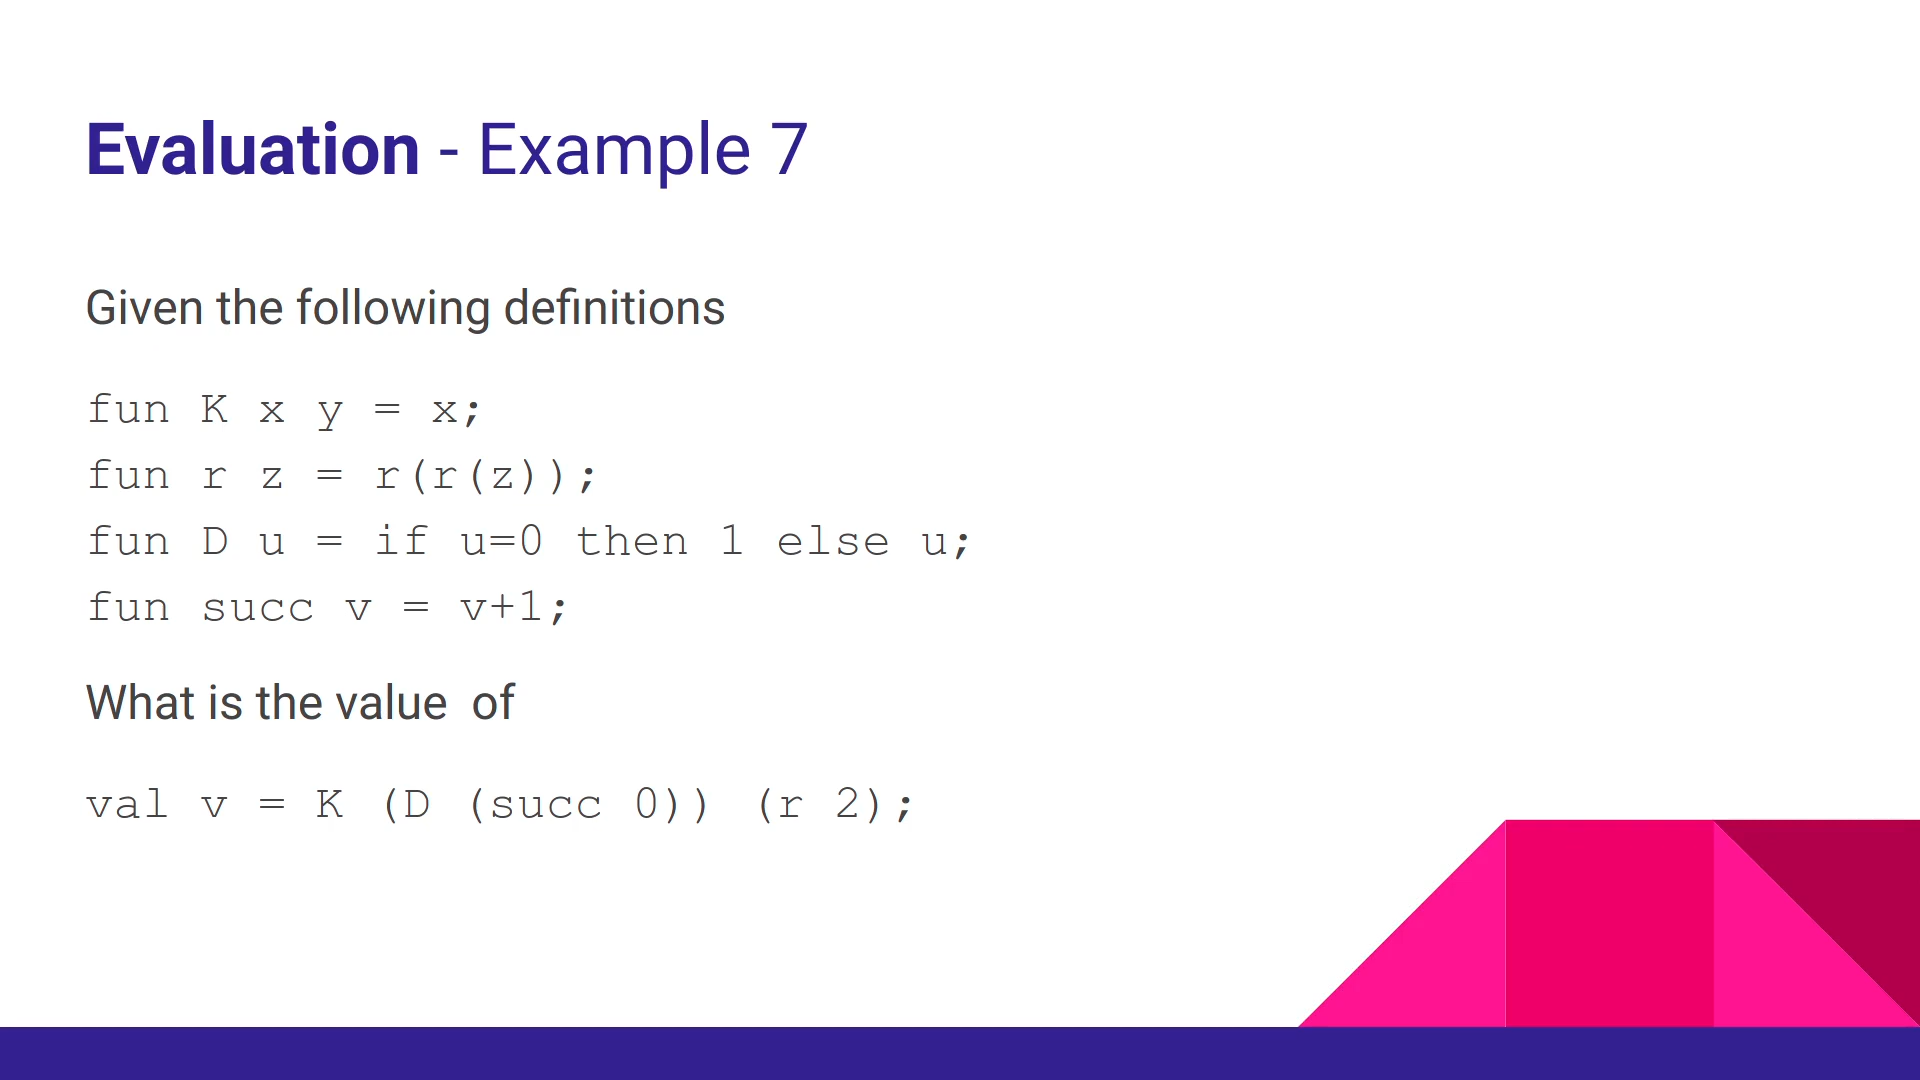 Evaluation - Example 7
Given the following definitions
fun K x y = x;
fun r z = r(r(z));
fun D u = if u=0 then 1 else u;
fun succ v = v+1;
What is the value  of
val v = K (D (succ 0)) (r 2);